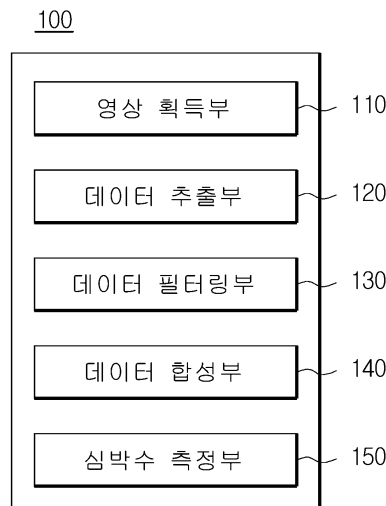 100
영상 획득부 110
데이터 추출부 120
데이터 필터링부 130
데이터 합성부 140
심박수 측정부 150